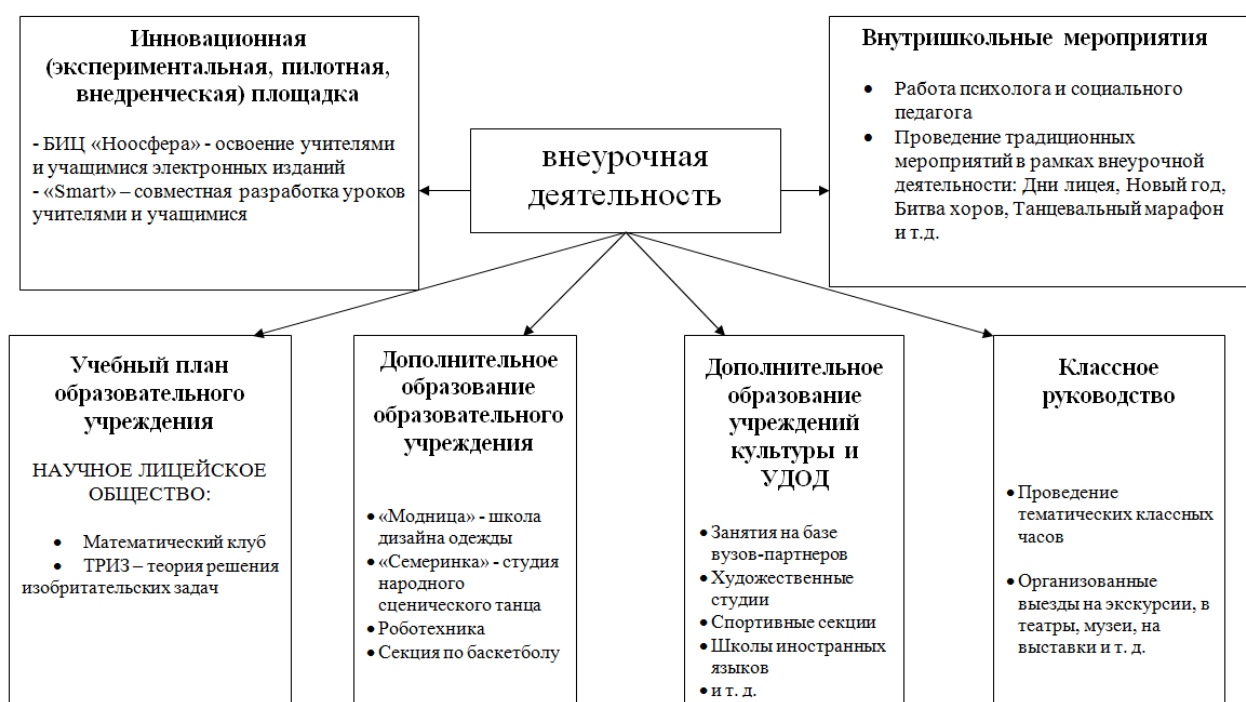 Инновационная
(экспериментальная, пилотная,
внедренческая) площадка
- БИЦ «Ноосфера» - освоение учителями
и учащимися электронных изданий
- «Smart» – совместная разработка уроков
учителями и учащимися
внеурочная
деятельность
Внутришкольные мероприятия
• Работа психолога и социального
педагога
• Проведение традиционных
мероприятий в рамках внеурочной
деятельности: Дни лицея, Новый год,
Битва хоров, Танцевальный марафон
и т.д.
Учебный план
образовательного
учреждения
НАУЧНОЕ ЛИЦЕЙСКОЕ
ОБЩЕСТВО:
• Математический клуб
• ТРИЗ – теория решения
изобритательских задач
Дополнительное
образование
образовательного
учреждения
• «Модница» - школа
дизайна одежды
• «Семеринка» - студия
народного
сценического танца
• Роботехника
• Секция по баскетболу
Дополнительное
образование
учреждений
культуры и
УДОД
• Занятия на базе
вузов-партнеров
• Художественные
студии
• Спортивные секции
• Школы иностранных
языков
• и т. д.
Классное
руководство
• Проведение
тематических классных
часов
• Организованные
выезды на экскурсии, в
театры, музеи, на
выставки и т. д.